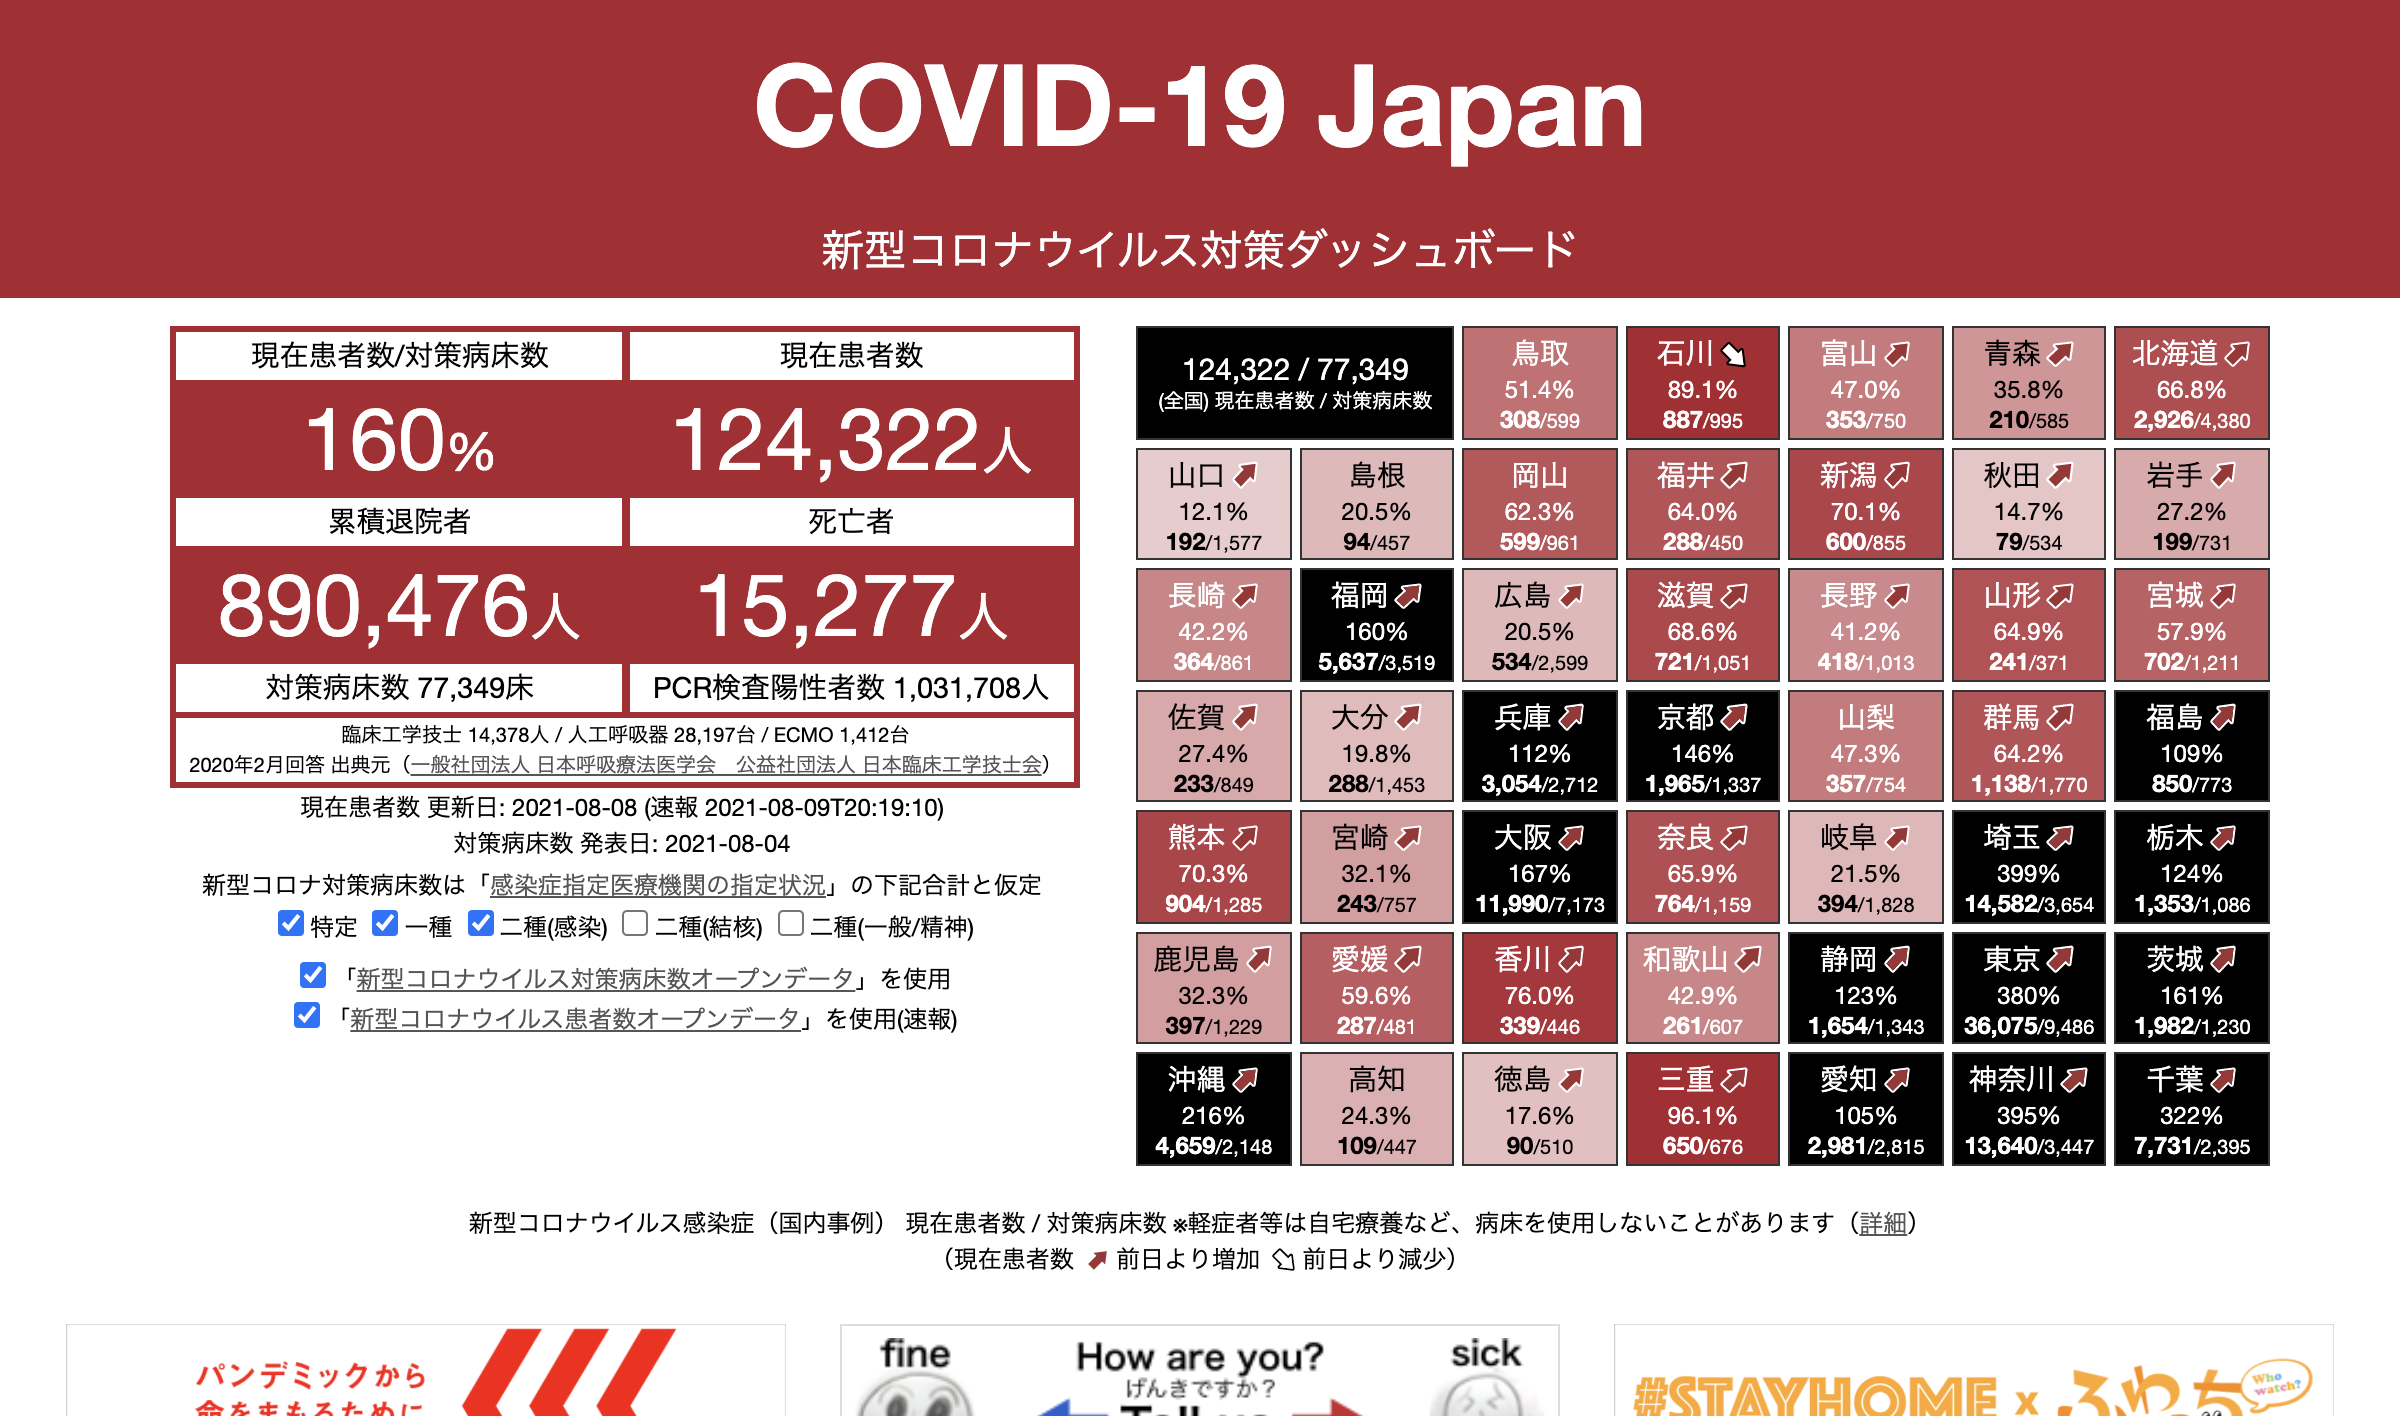 COVID-19 Japan
新型コロナウイルス対策ダッシュボード
現在患者数/対策病床数
現在患者数
160%
124,322人
累積退院者
死亡者
890,476人
15,277人
対策病床数 77,349床
PCR検査陽性者数 1,031,708人
臨床工学技士 14,378人 / 人工呼吸器 28,197台 / ECMO 1,412台
2020年2月回答 出典元（一般社団法人 日本呼吸療法医学会　公益社団法人 日本臨床工学技士会）
現在患者数 更新日: 2021-08-08 (速報 2021-08-09T20:19:10)
対策病床数 発表日: 2021-08-04
新型コロナ対策病床数は「感染症指定医療機関の指定状況」の下記合計と仮定
特定 一種 二種(感染) 二種(結核) 二種(一般/精神)
「新型コロナウイルス対策病床数オープンデータ」を使用
「新型コロナウイルス患者数オープンデータ」を使用(速報)
124,322 / 77,349
(全国) 現在患者数 / 対策病床数
鳥取
51.4%
308/599
石川
89.1%
887/995
富山
47.0%
353/750
青森
35.8%
210/585
北海道
66.8%
2,926/4,380
山口
12.1%
192/1,577
島根
20.5%
94/457
岡山
62.3%
599/961
福井
64.0%
288/450
新潟
70.1%
600/855
秋田
14.7%
79/534
岩手
27.2%
199/731
長崎
42.2%
364/861
福岡
160%
5,637/3,519
広島
20.5%
534/2,599
滋賀
68.6%
721/1,051
長野
41.2%
418/1,013
山形
64.9%
241/371
宮城
57.9%
702/1,211
佐賀
27.4%
233/849
大分
19.8%
288/1,453
兵庫
112%
3,054/2,712
京都
146%
1,965/1,337
山梨
47.3%
357/754
群馬
64.2%
1,138/1,770
福島
109%
850/773
熊本
70.3%
904/1,285
宮崎
32.1%
243/757
大阪
167%
11,990/7,173
奈良
65.9%
764/1,159
岐阜
21.5%
394/1,828
埼玉
399%
14,582/3,654
栃木
124%
1,353/1,086
鹿児島
32.3%
397/1,229
愛媛
59.6%
287/481
香川
76.0%
339/446
和歌山
42.9%
261/607
静岡
123%
1,654/1,343
東京
380%
36,075/9,486
茨城
161%
1,982/1,230
沖縄
216%
4,659/2,148
高知
24.3%
109/447
徳島
17.6%
90/510
三重
96.1%
650/676
愛知
105%
2,981/2,815
神奈川
395%
13,640/3,447
千葉
322%
7,731/2,395
新型コロナウイルス感染症（国内事例） 現在患者数 / 対策病床数 ※軽症者等は自宅療養など、病床を使用しないことがあります（詳細）
（現在患者数 前日より増加 前日より減少）
パンデミックから
命をまもるために
fine
How are you?
sick
げんきですか？
Tell us
#STAYHOME x ふわっち
Who
watch?